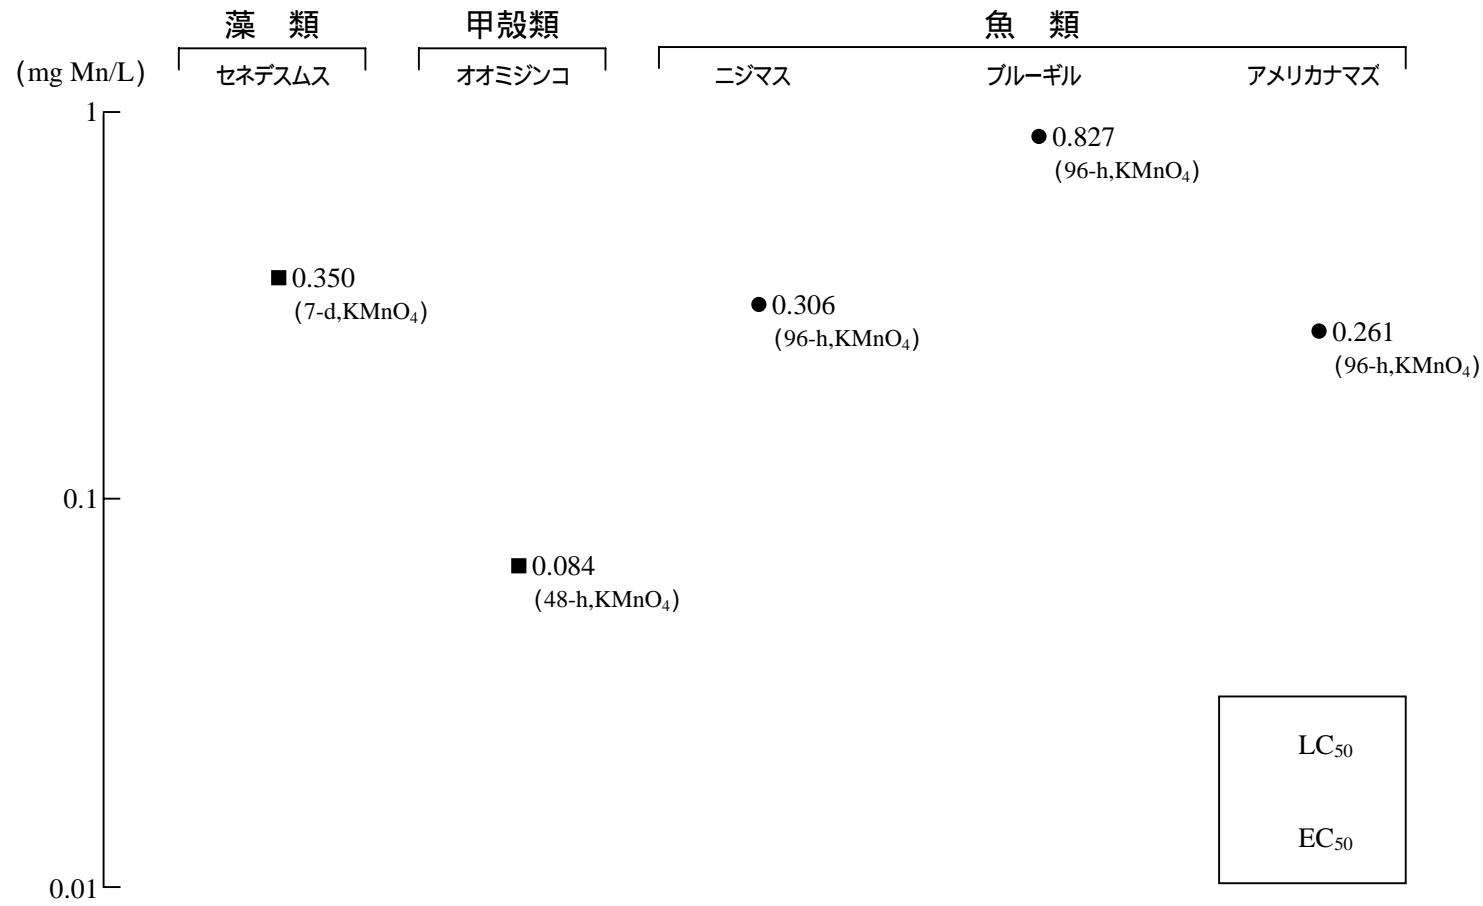 藻　類 甲殻類 魚　類
(mg Mn/L) セネデスムス オオミジンコ ニジマス ブルーギル アメリカナマズ
1
0.827
(96-h,KMnO₄)
0.350
(7-d,KMnO₄)
0.306
(96-h,KMnO₄)
0.261
(96-h,KMnO₄)
0.1
0.084
(48-h,KMnO₄)
LC₅₀
EC₅₀
0.01